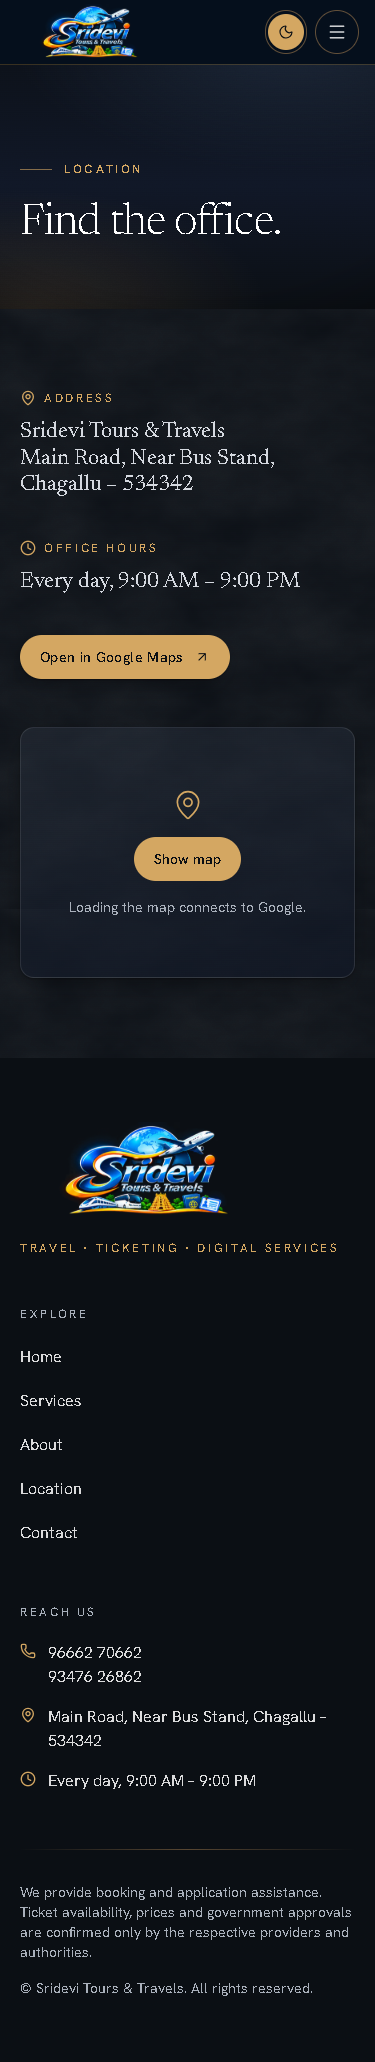 Sridevi
Tours & Travels
LOCATION
Find the office.
ADDRESS
Sridevi Tours & Travels
Main Road, Near Bus Stand,
Chagallu – 534342
OFFICE HOURS
Every day, 9:00 AM – 9:00 PM
Open in Google Maps
Show map
Loading the map connects to Google.
Sridevi
Tours & Travels
TRAVEL • TICKETING • DIGITAL SERVICES
EXPLORE
Home
Services
About
Location
Contact
REACH US
96662 70662
93476 26862
Main Road, Near Bus Stand, Chagallu –
534342
Every day, 9:00 AM – 9:00 PM
We provide booking and application assistance.
Ticket availability, prices and government approvals
are confirmed only by the respective providers and
authorities.
© Sridevi Tours & Travels. All rights reserved.